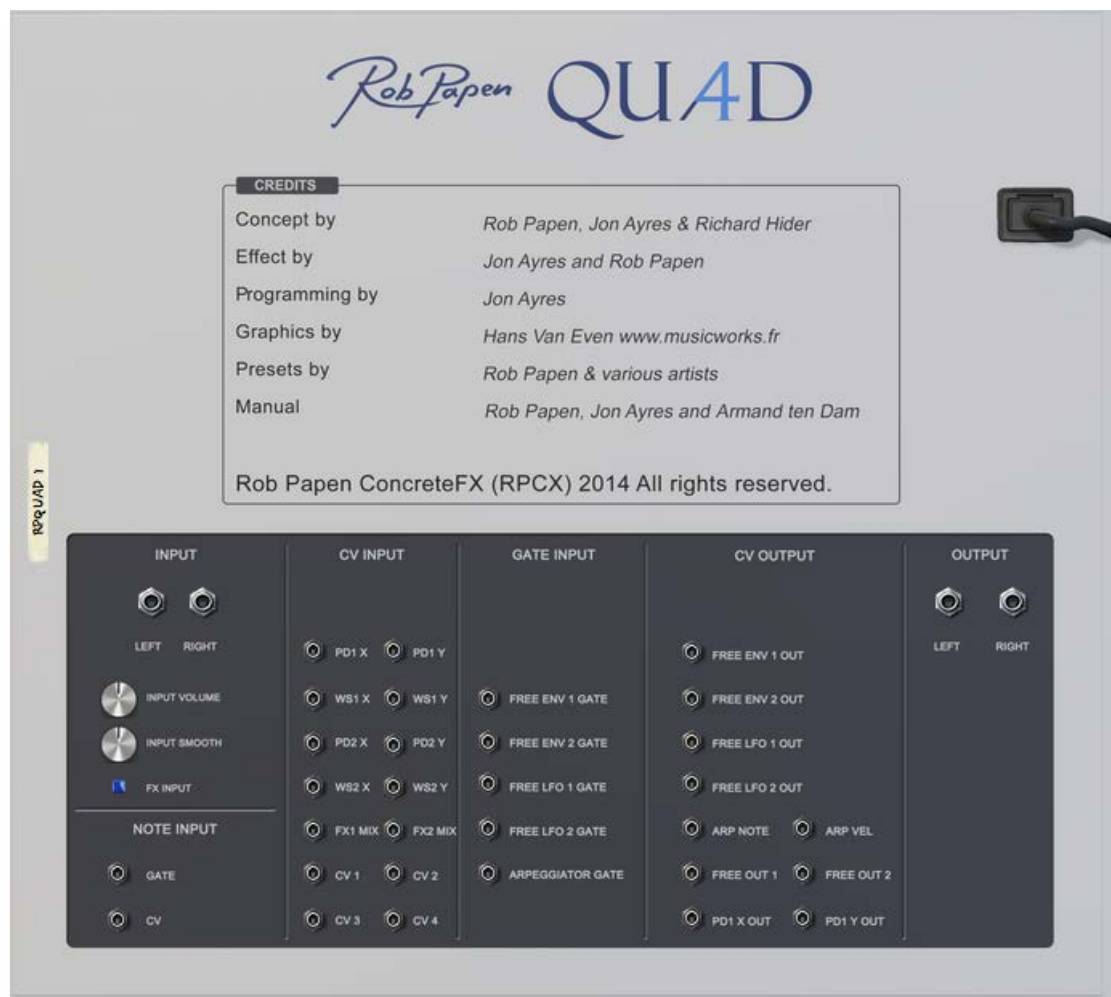 Rob Papen QUAD
CREDITS
Concept by Rob Papen, Jon Ayres & Richard Hider
Effect by Jon Ayres and Rob Papen
Programming by Jon Ayres
Graphics by Hans Van Even www.musicworks.fr
Presets by Rob Papen & various artists
Manual Rob Papen, Jon Ayres and Armand ten Dam
Rob Papen ConcreteFX (RPCX) 2014 All rights reserved.
RPQUAD 1
INPUT
LEFT RIGHT
INPUT VOLUME
INPUT SMOOTH
FX INPUT
NOTE INPUT
GATE
CV
CV INPUT
PD1 X PD1 Y
WS1 X WS1 Y
PD2 X PD2 Y
WS2 X WS2 Y
FX1 MIX FX2 MIX
CV 1 CV 2
CV 3 CV 4
GATE INPUT
FREE ENV 1 GATE
FREE ENV 2 GATE
FREE LFO 1 GATE
FREE LFO 2 GATE
ARPEGGIATOR GATE
CV OUTPUT
FREE ENV 1 OUT
FREE ENV 2 OUT
FREE LFO 1 OUT
FREE LFO 2 OUT
ARP NOTE ARP VEL
FREE OUT 1 FREE OUT 2
PD1 X OUT PD1 Y OUT
OUTPUT
LEFT RIGHT